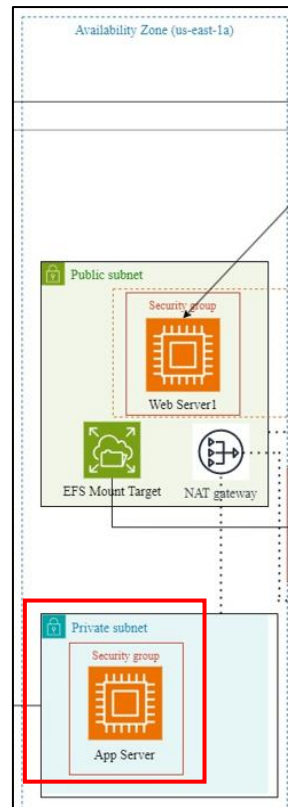 Availability Zone (us-east-1a)
Public subnet
Security group
Web Server1
EFS Mount Target
NAT gateway
Private subnet
Security group
App Server